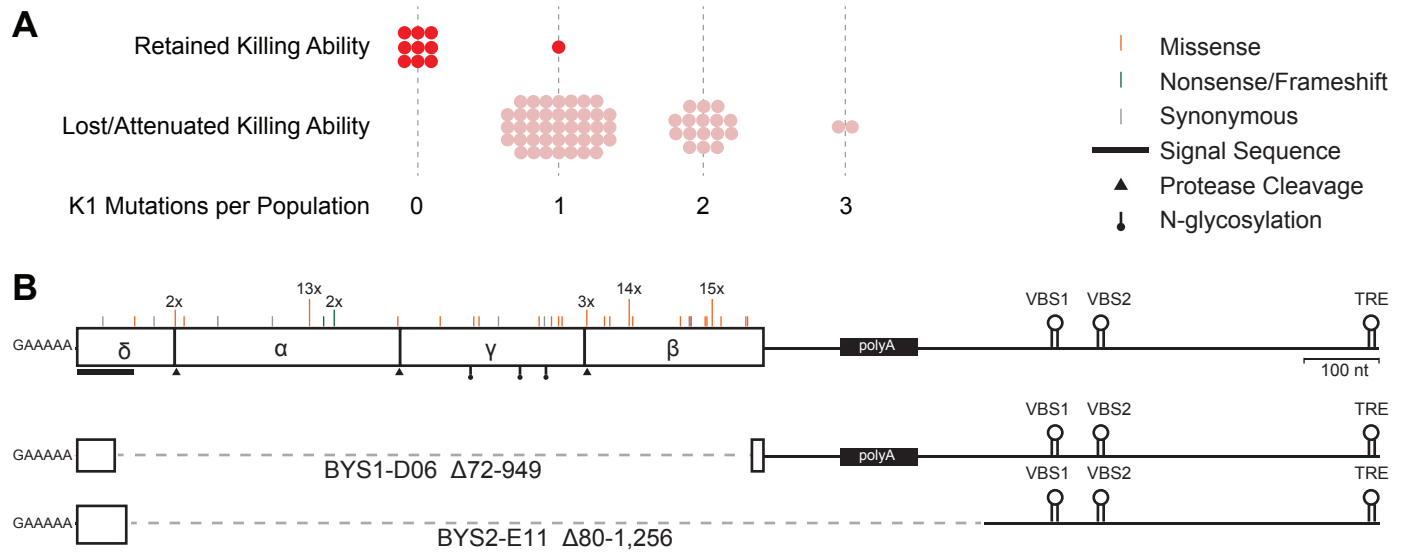 A
Retained Killing Ability
Lost/Attenuated Killing Ability
K1 Mutations per Population 0 1 2 3
Missense
Nonsense/Frameshift
Synonymous
Signal Sequence
Protease Cleavage
N-glycosylation
B
2x 13x 2x 3x 14x 15x
VBS1 VBS2 TRE
GAAAAA δ α γ β polyA
100 nt
VBS1 VBS2 TRE
GAAAAA polyA
BYS1-D06 Δ72-949
VBS1 VBS2 TRE
GAAAAA
BYS2-E11 Δ80-1,256